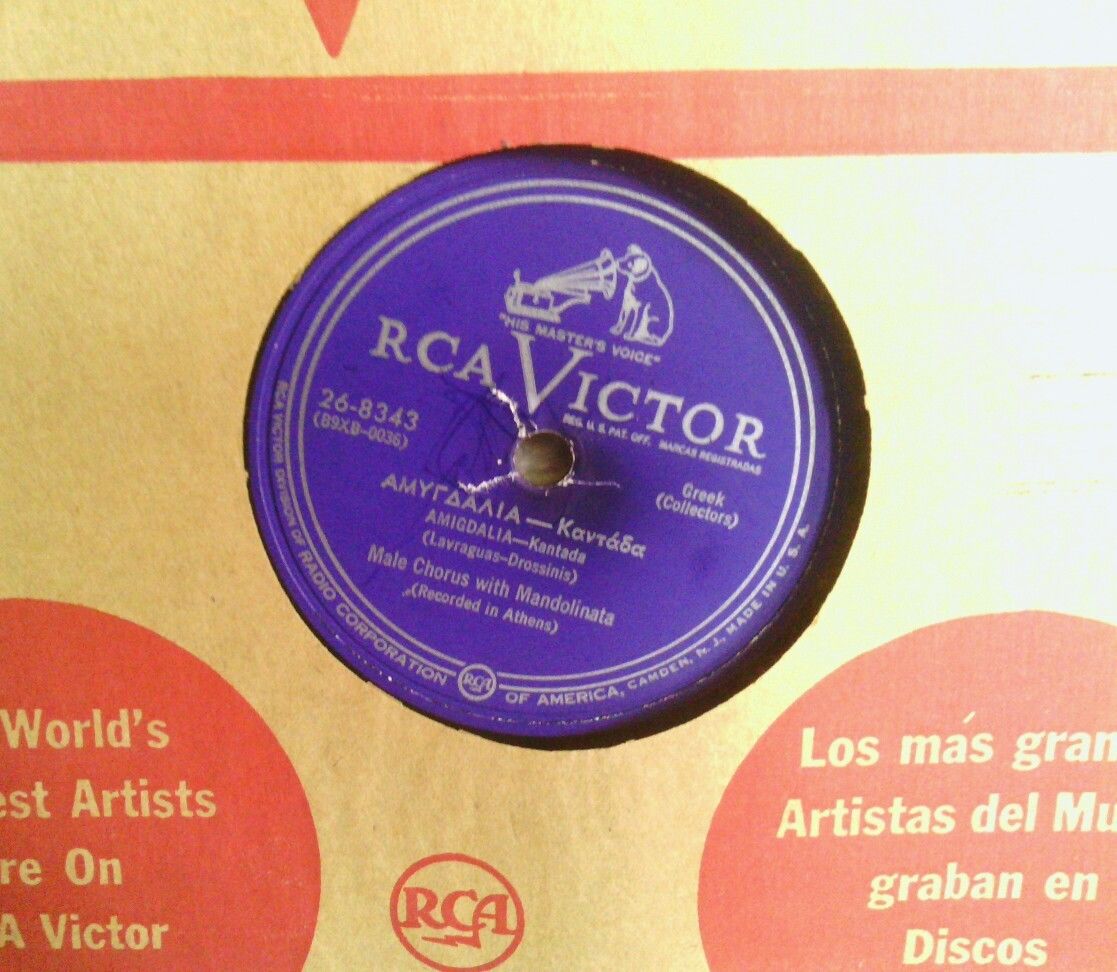 "HIS MASTER'S VOICE"
RCA VICTOR
REG. U. S. PAT. OFF. MARCAS REGISTRADAS
26-8343
(B9XB-0036)
Greek
(Collectors)
ΑΜΥΓΔΑΛΙΑ — Καντάδα
AMIGDALIA—Kantada
(Lavraguas–Drossinis)
Male Chorus with Mandolinata
(Recorded in Athens)
RCA VICTOR DIVISION OF RADIO CORPORATION RCA OF AMERICA, CAMDEN, N. J., MADE IN U. S. A.
World's
est Artists
re On
A Victor
RCA
Los más gran
Artistas del Mu
graban en
Discos